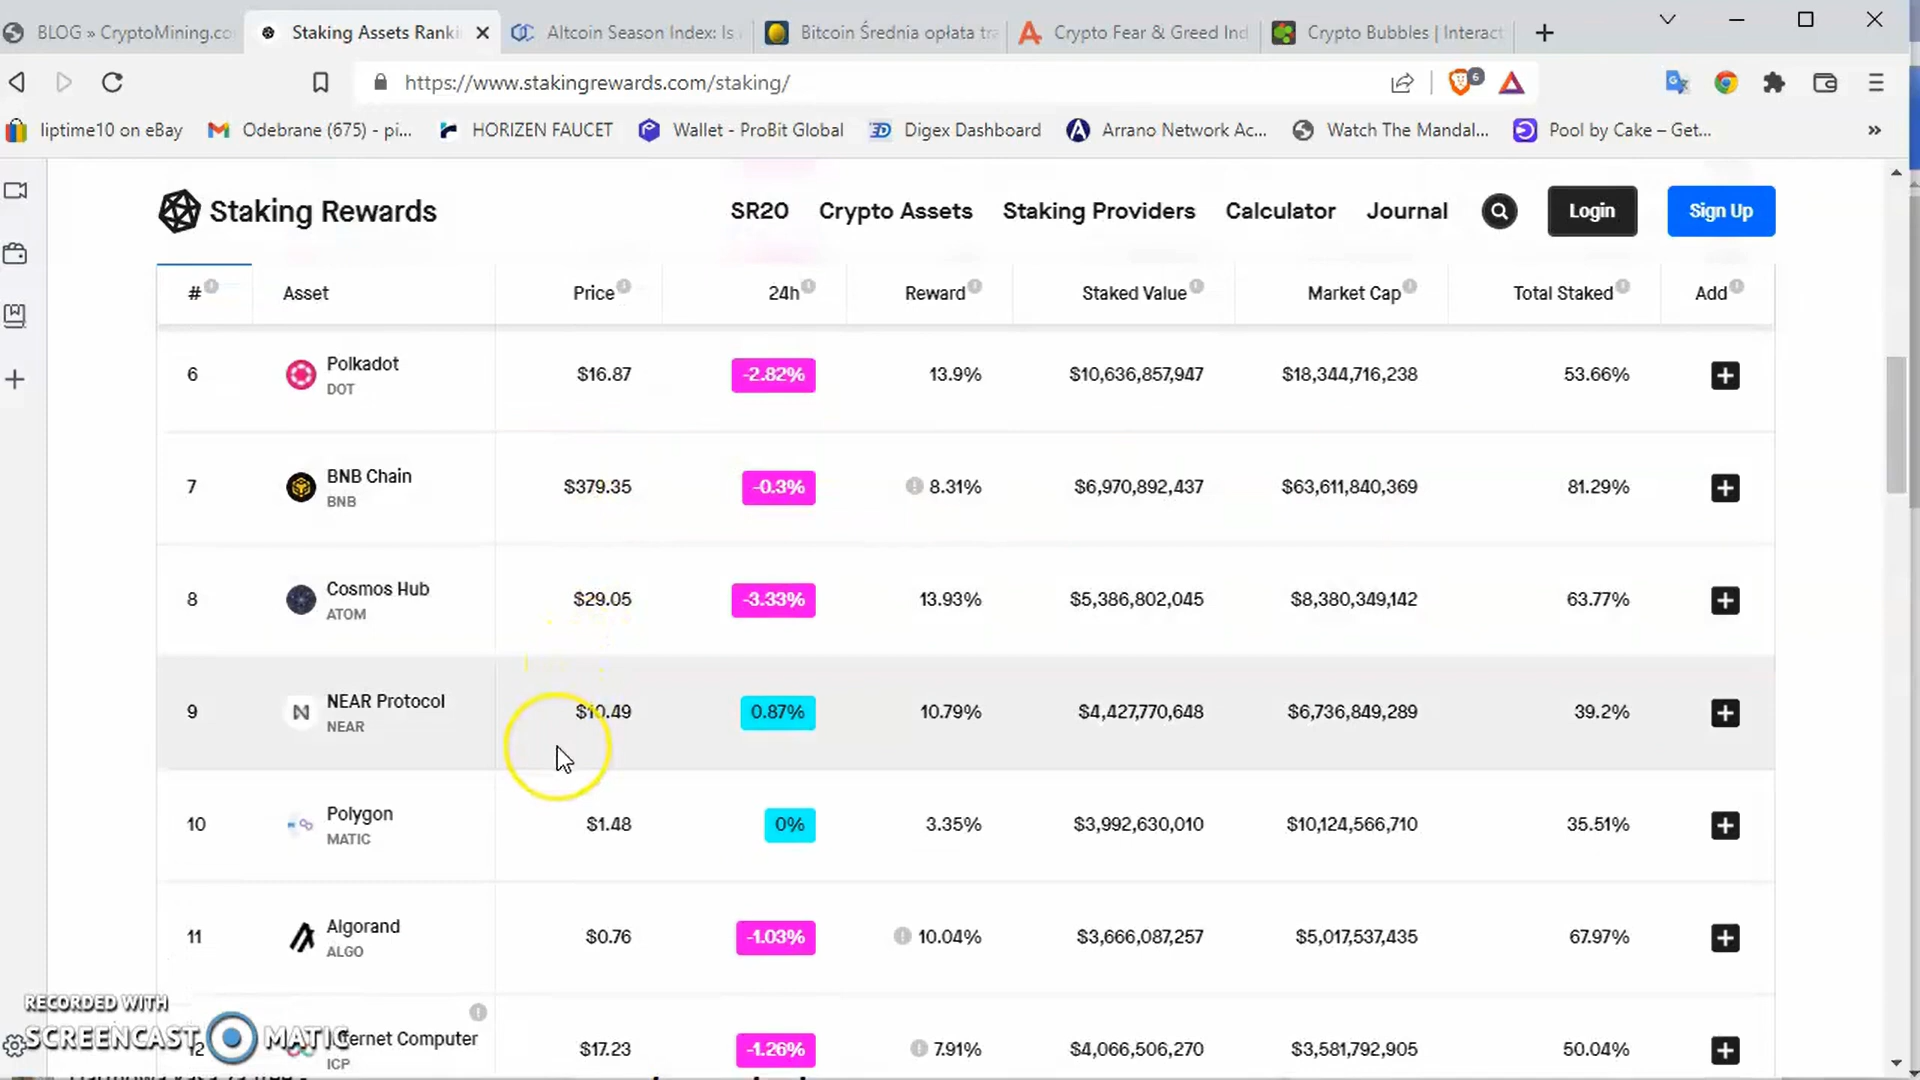 BLOG » CryptoMining.co
Staking Assets Ranki
Altcoin Season Index: Is
Bitcoin Średnia opłata tra
Crypto Fear & Greed Ind
Crypto Bubbles | Interact
https://www.stakingrewards.com/staking/
6
liptime10 on eBay
Odebrane (675) - pi...
HORIZEN FAUCET
Wallet - ProBit Global
Digex Dashboard
Arrano Network Ac...
Watch The Mandal...
Pool by Cake – Get...
»
Staking Rewards
SR20
Crypto Assets
Staking Providers
Calculator
Journal
Login
Sign Up
# Asset Price 24h Reward Staked Value Market Cap Total Staked Add
6 Polkadot DOT $16.87 -2.82% 13.9% $10,636,857,947 $18,344,716,238 53.66%
7 BNB Chain BNB $379.35 -0.3% 8.31% $6,970,892,437 $63,611,840,369 81.29%
8 Cosmos Hub ATOM $29.05 -3.33% 13.93% $5,386,802,045 $8,380,349,142 63.77%
9 NEAR Protocol NEAR $10.49 0.87% 10.79% $4,427,770,648 $6,736,849,289 39.2%
10 Polygon MATIC $1.48 0% 3.35% $3,992,630,010 $10,124,566,710 35.51%
11 Algorand ALGO $0.76 -1.03% 10.04% $3,666,087,257 $5,017,537,435 67.97%
12 Computer ICP $17.23 -1.26% 7.91% $4,066,506,270 $3,581,792,905 50.04%
RECORDED WITH
SCREENCAST MATIC